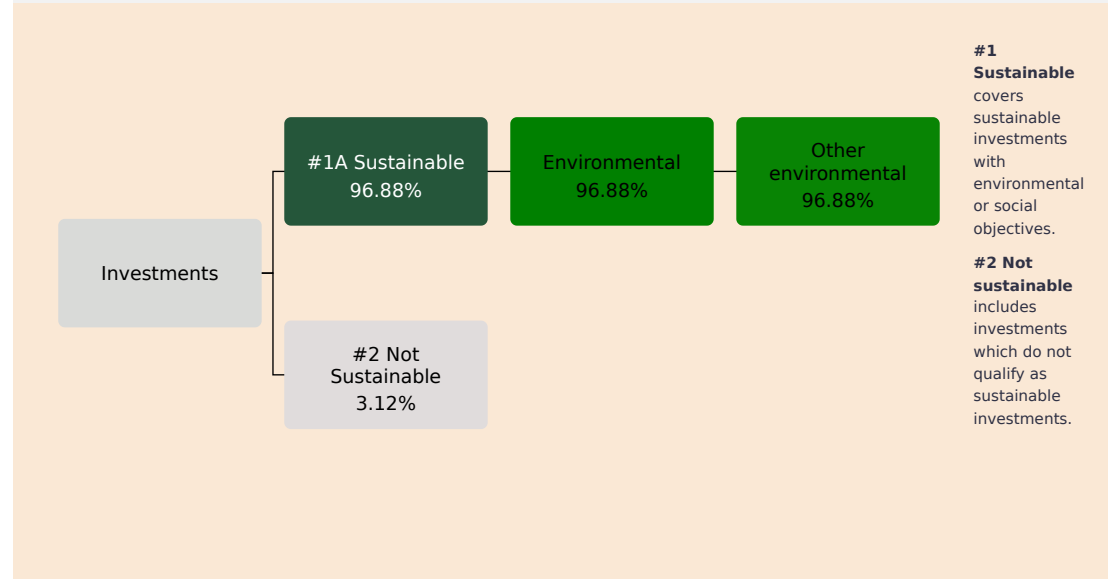 Investments
#1A Sustainable
96.88%
Environmental
96.88%
Other
environmental
96.88%
#2 Not
Sustainable
3.12%
#1
Sustainable
covers
sustainable
investments
with
environmental
or social
objectives.
#2 Not
sustainable
includes
investments
which do not
qualify as
sustainable
investments.